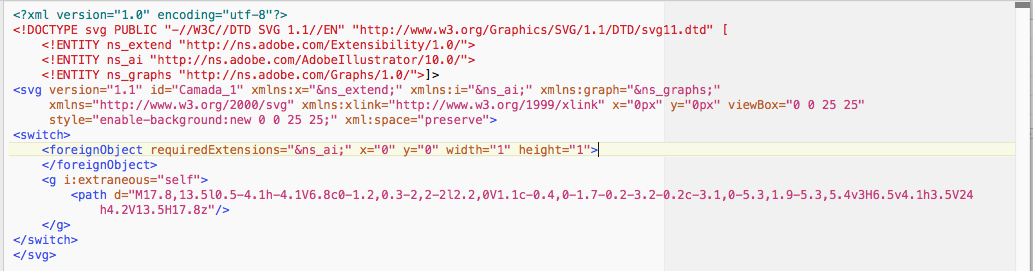 <?xml version="1.0" encoding="utf-8"?>
<!DOCTYPE svg PUBLIC "-//W3C//DTD SVG 1.1//EN" "http://www.w3.org/Graphics/SVG/1.1/DTD/svg11.dtd" [
<!ENTITY ns_extend "http://ns.adobe.com/Extensibility/1.0/">
<!ENTITY ns_ai "http://ns.adobe.com/AdobeIllustrator/10.0/">
<!ENTITY ns_graphs "http://ns.adobe.com/Graphs/1.0/">]>
<svg version="1.1" id="Camada_1" xmlns:x="&ns_extend;" xmlns:i="&ns_ai;" xmlns:graph="&ns_graphs;"
xmlns="http://www.w3.org/2000/svg" xmlns:xlink="http://www.w3.org/1999/xlink" x="0px" y="0px" viewBox="0 0 25 25"
style="enable-background:new 0 0 25 25;" xml:space="preserve">
<switch>
<foreignObject requiredExtensions="&ns_ai;" x="0" y="0" width="1" height="1">
</foreignObject>
<g i:extraneous="self">
<path d="M17.8,13.5l0.5-4.1h-4.1V6.8c0-1.2,0.3-2,2-2l2.2,0V1.1c-0.4,0-1.7-0.2-3.2-0.2c-3.1,0-5.3,1.9-5.3,5.4v3H6.5v4.1h3.5V24
h4.2V13.5H17.8z"/>
</g>
</switch>
</svg>